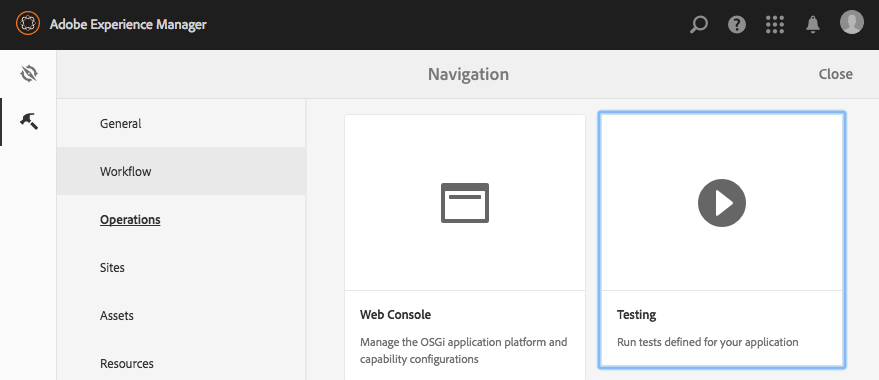 Adobe Experience Manager
Navigation
Close
General
Workflow
Operations
Sites
Assets
Resources
Web Console
Manage the OSGi application platform and
capability configurations
Testing
Run tests defined for your application